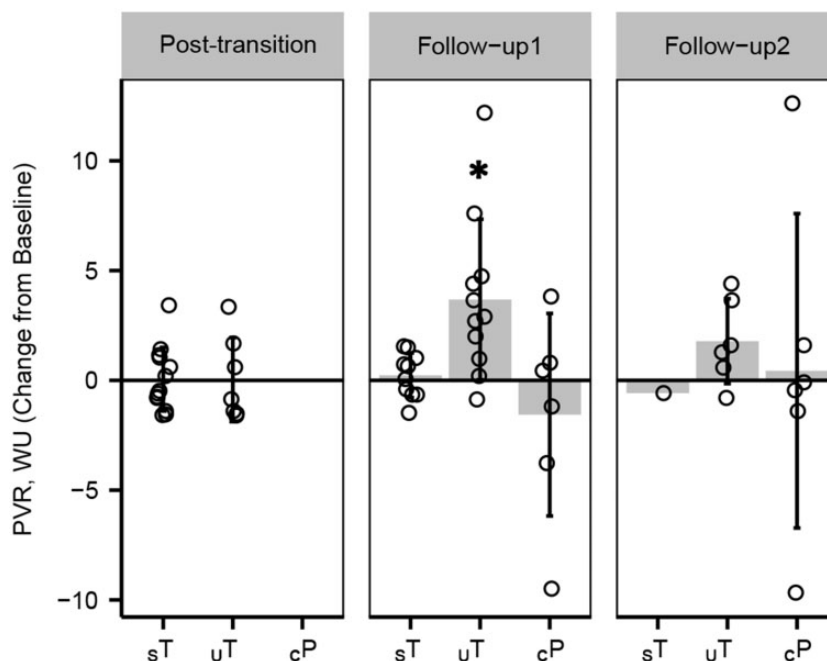 Post-transition Follow−up1 Follow−up2
PVR, WU (Change from Baseline)
10
5
0
−5
−10
sT uT cP sT uT cP sT uT cP
*